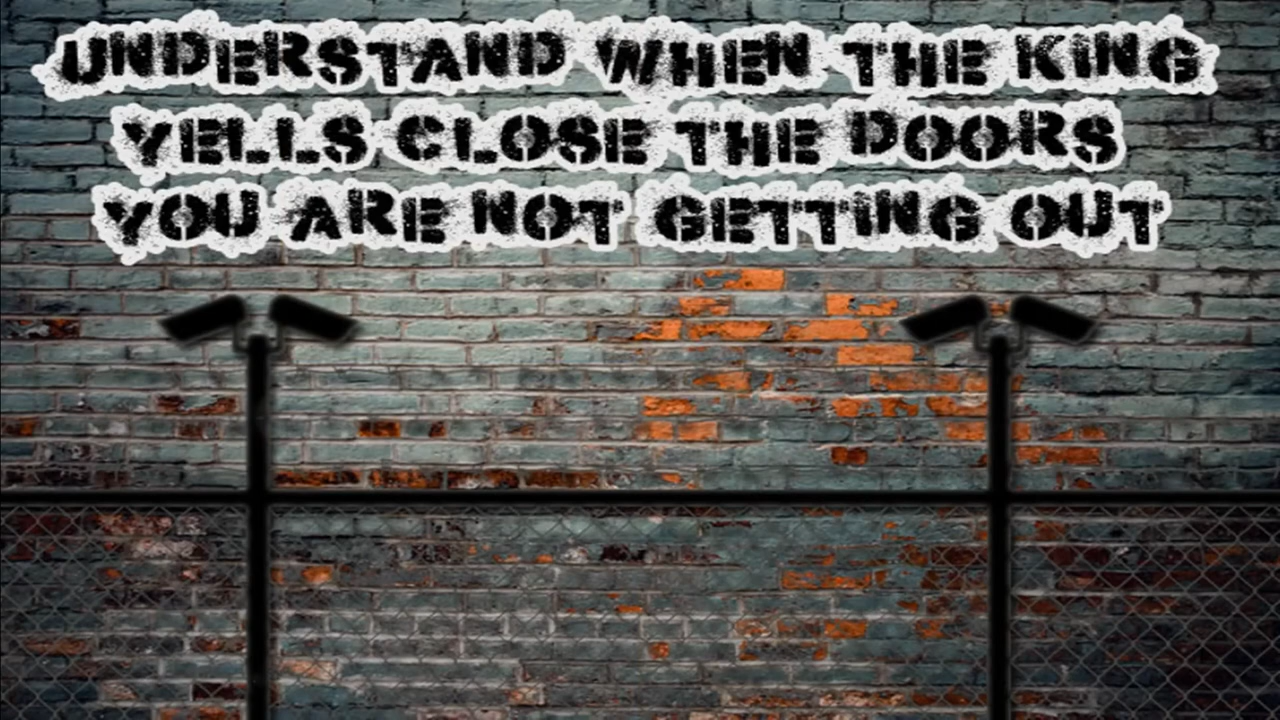 UNDERSTAND WHEN THE KING
YELLS CLOSE THE DOORS
YOU ARE NOT GETTING OUT